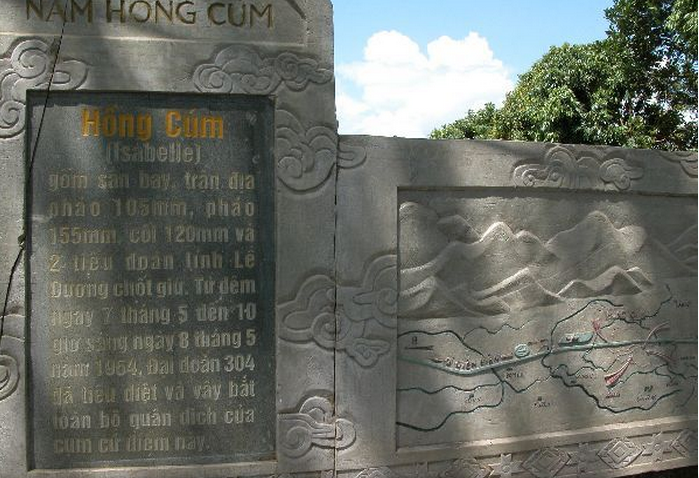 NAM HỒNG CÚM
Hồng Cúm
(Isabelle)
gồm sân bay, trận địa
pháo 105mm, pháo
155mm, cối 120mm và
2 tiểu đoàn lính Lê
Dương chốt giữ. Từ đêm
ngày 7 tháng 5 đến 10
giờ sáng ngày 8 tháng 5
năm 1954, Đại đoàn 304
đã tiêu diệt và vây bắt
toàn bộ quân địch của
cụm cứ điểm này.